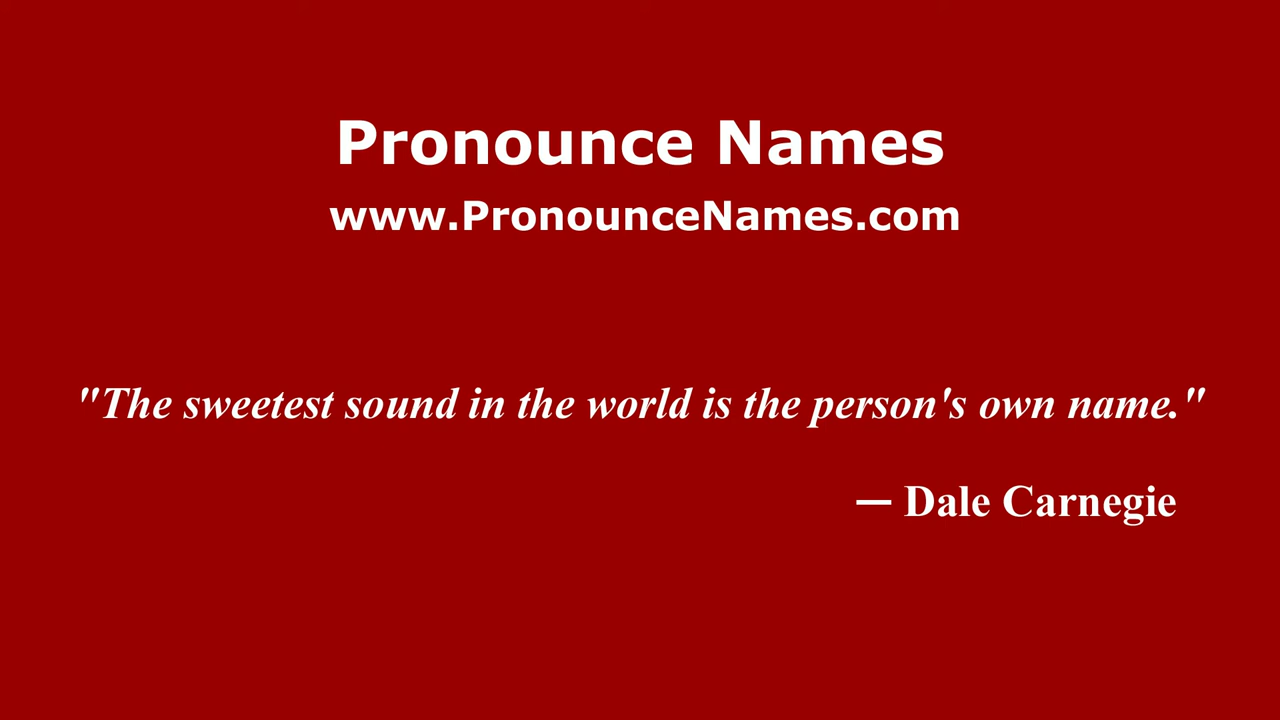 Pronounce Names
www.PronounceNames.com
"The sweetest sound in the world is the person's own name."
— Dale Carnegie